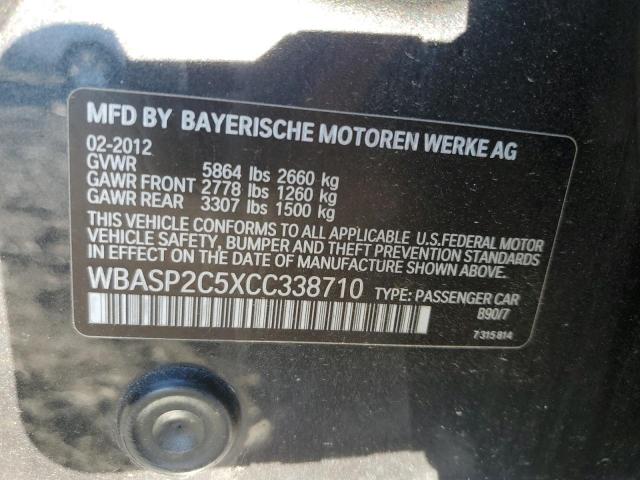 MFD BY BAYERISCHE MOTOREN WERKE AG
02-2012
GVWR 5864 lbs 2660 kg
GAWR FRONT 2778 lbs 1260 kg
GAWR REAR 3307 lbs 1500 kg
THIS VEHICLE CONFORMS TO ALL APPLICABLE U.S.FEDERAL MOTOR
VEHICLE SAFETY, BUMPER AND THEFT PREVENTION STANDARDS
IN EFFECT ON THE DATE OF MANUFACTURE SHOWN ABOVE.
WBASP2C5XCC338710 TYPE: PASSENGER CAR
890/7
7315814